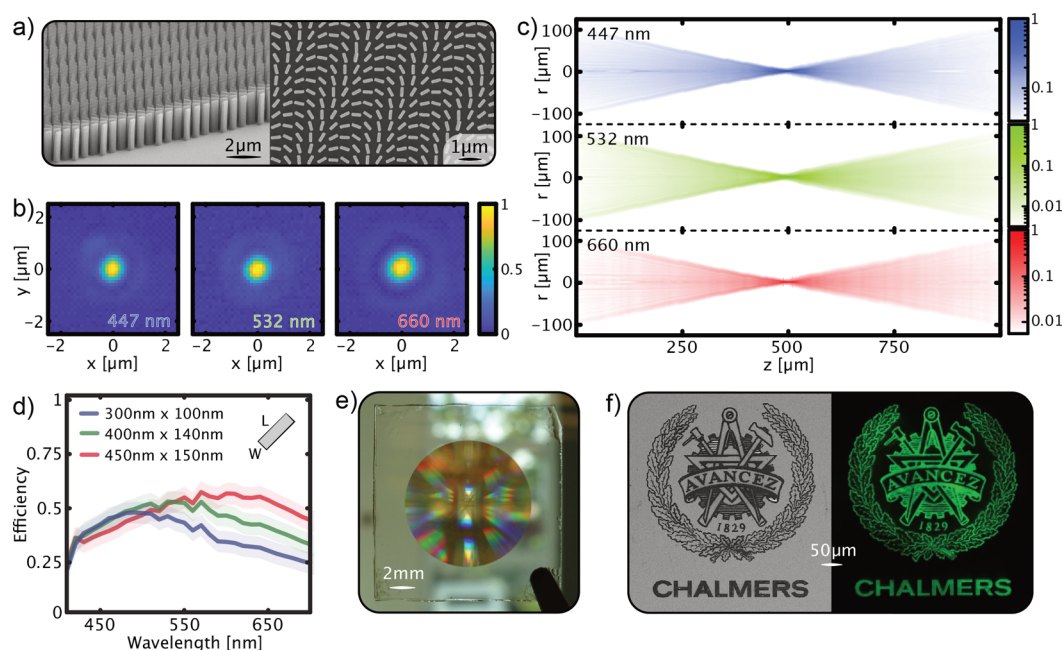 a)
2μm
1μm
b)
y [μm]
2
0
-2
447 nm
532 nm
660 nm
1
0.5
0
-2
0
2
-2
0
2
-2
0
2
x [μm]
x [μm]
x [μm]
c)
447 nm
r [μm]
100
0
-100
1
0.1
532 nm
r [μm]
100
0
-100
1
0.1
0.01
660 nm
r [μm]
100
0
-100
1
0.1
0.01
250
500
750
z [μm]
d)
Efficiency
1
0.75
0.5
0.25
0
300nm x 100nm
400nm x 140nm
450nm x 150nm
L
W
450
550
650
Wavelength [nm]
e)
2mm
f)
AVANCEZ
1829
CHALMERS
50μm
AVANCEZ
1829
CHALMERS